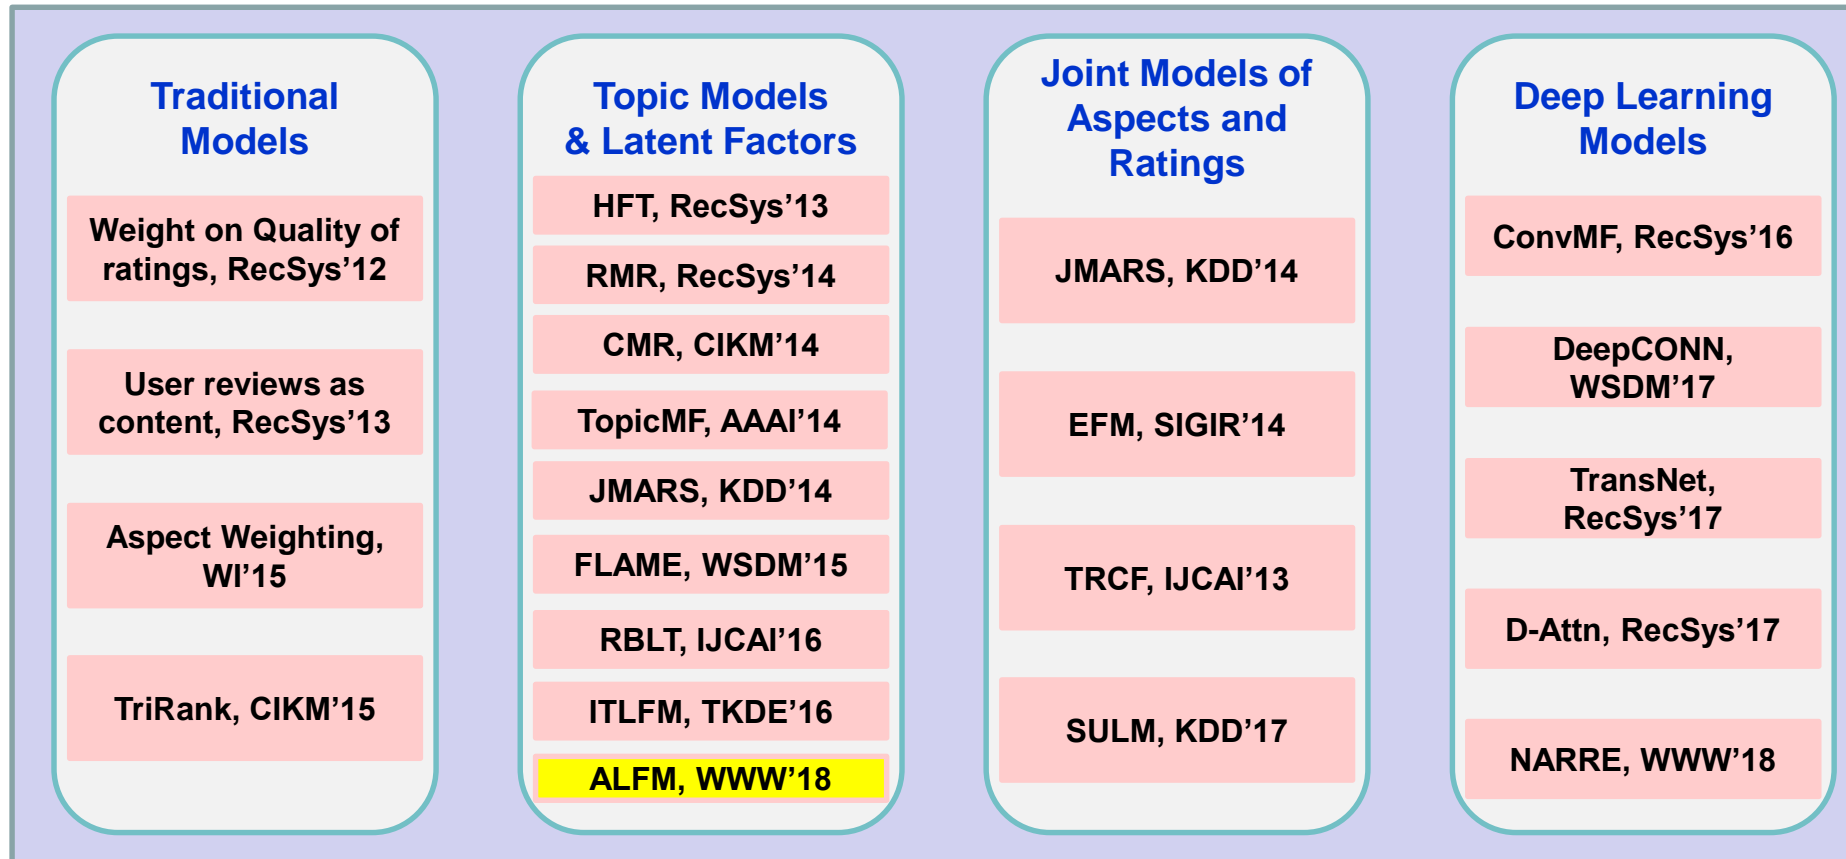 Traditional
Models
Weight on Quality of
ratings, RecSys’12
User reviews as
content, RecSys’13
Aspect Weighting,
WI’15
TriRank, CIKM’15
Topic Models
& Latent Factors
HFT, RecSys’13
RMR, RecSys’14
CMR, CIKM’14
TopicMF, AAAI’14
JMARS, KDD’14
FLAME, WSDM’15
RBLT, IJCAI’16
ITLFM, TKDE’16
ALFM, WWW’18
Joint Models of
Aspects and
Ratings
JMARS, KDD’14
EFM, SIGIR’14
TRCF, IJCAI’13
SULM, KDD’17
Deep Learning
Models
ConvMF, RecSys’16
DeepCONN,
WSDM’17
TransNet,
RecSys’17
D-Attn, RecSys’17
NARRE, WWW’18